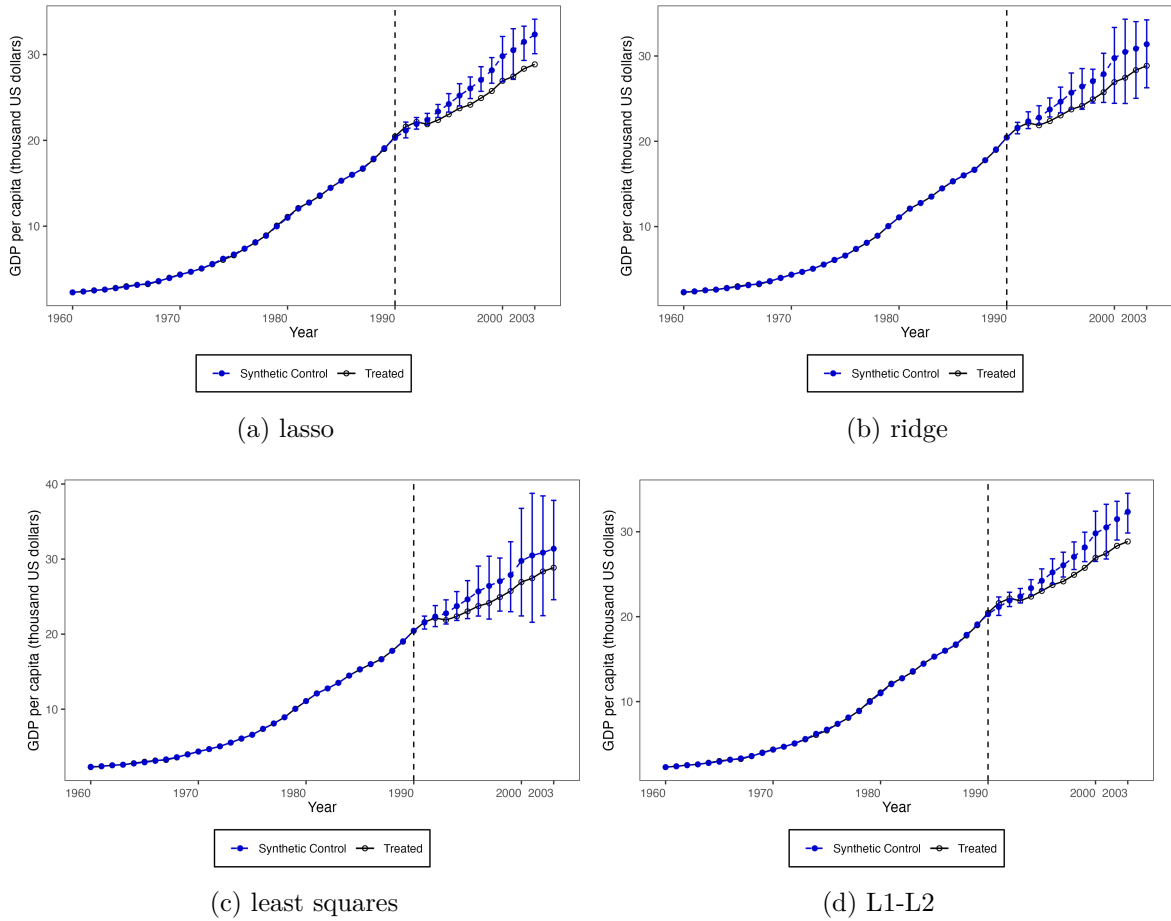 GDP per capita (thousand US dollars)
30
20
10
1960
1970
1980
1990
2000
2003
Year
Synthetic Control
Treated
(a) lasso
GDP per capita (thousand US dollars)
30
20
10
1960
1970
1980
1990
2000
2003
Year
Synthetic Control
Treated
(b) ridge
GDP per capita (thousand US dollars)
40
30
20
10
1960
1970
1980
1990
2000
2003
Year
Synthetic Control
Treated
(c) least squares
GDP per capita (thousand US dollars)
30
20
10
1960
1970
1980
1990
2000
2003
Year
Synthetic Control
Treated
(d) L1-L2